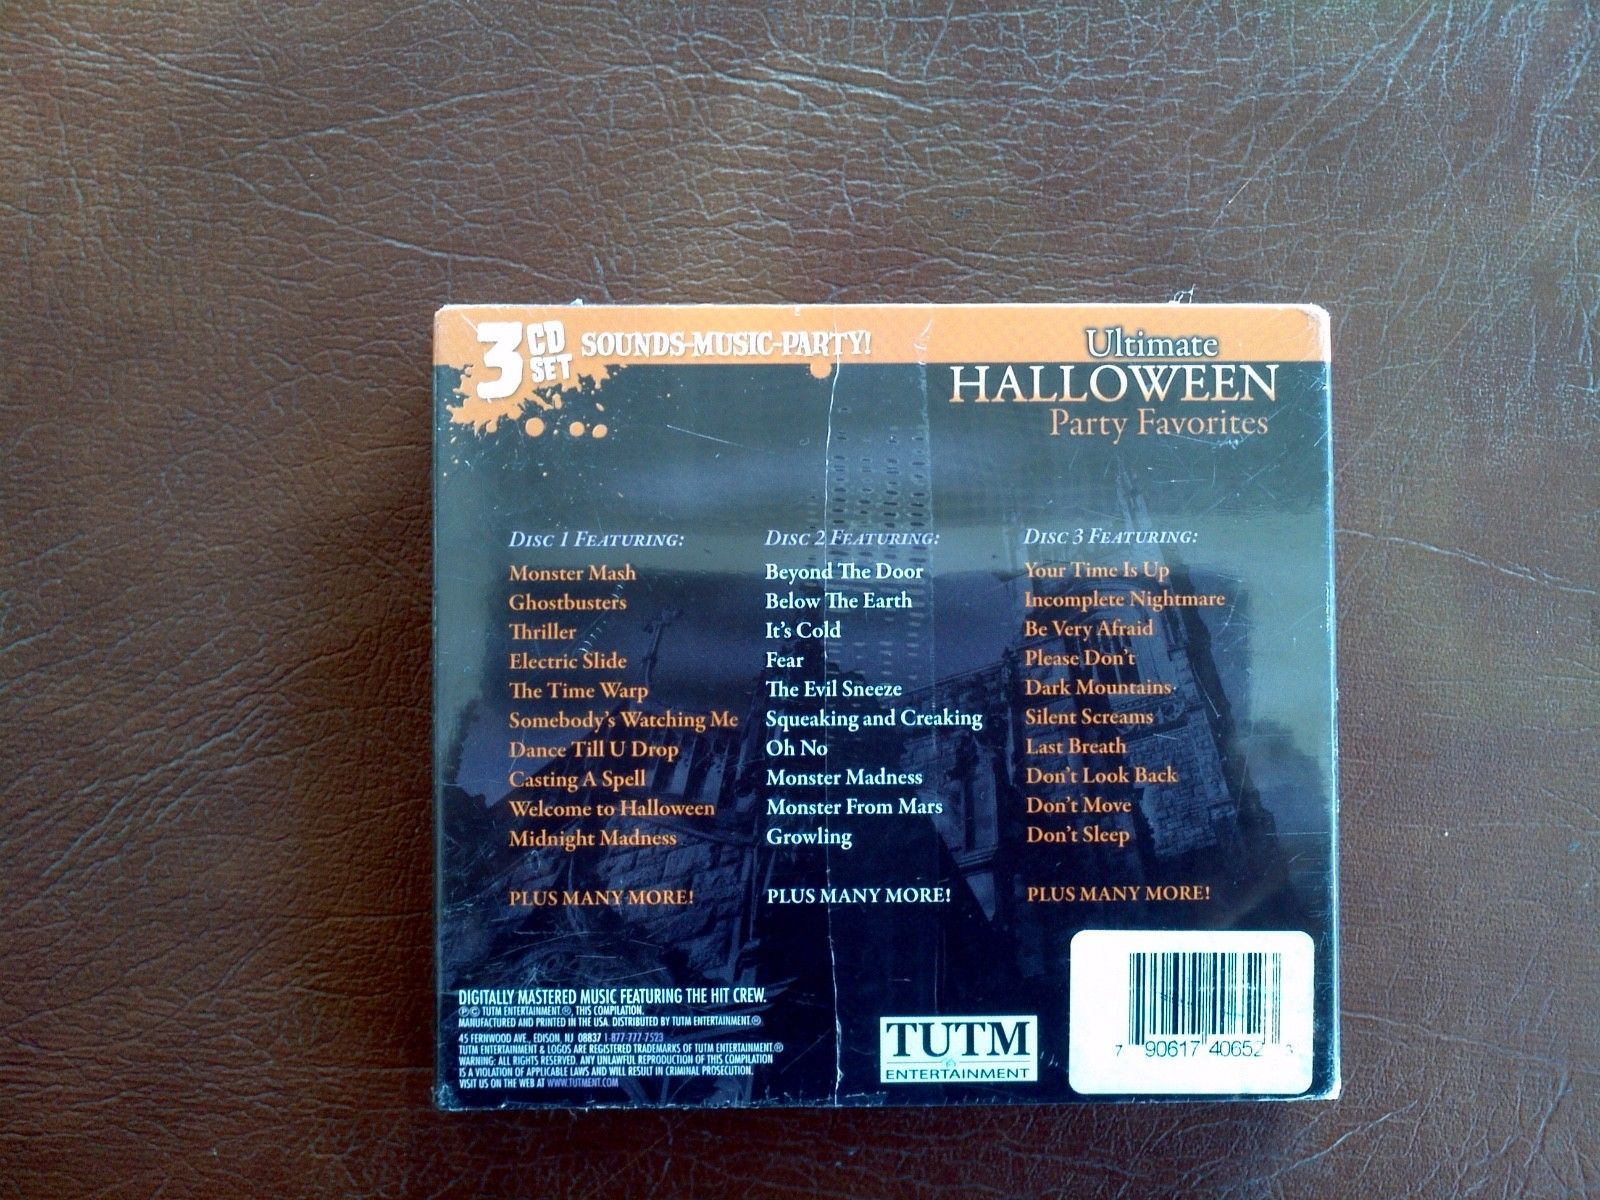 3 CD SET SOUNDS-MUSIC-PARTY!
Ultimate
HALLOWEEN
Party Favorites
DISC 1 FEATURING:
Monster Mash
Ghostbusters
Thriller
Electric Slide
The Time Warp
Somebody's Watching Me
Dance Till U Drop
Casting A Spell
Welcome to Halloween
Midnight Madness
PLUS MANY MORE!
DISC 2 FEATURING:
Beyond The Door
Below The Earth
It's Cold
Fear
The Evil Sneeze
Squeaking and Creaking
Oh No
Monster Madness
Monster From Mars
Growling
PLUS MANY MORE!
DISC 3 FEATURING:
Your Time Is Up
Incomplete Nightmare
Be Very Afraid
Please Don't
Dark Mountains
Silent Screams
Last Breath
Don't Look Back
Don't Move
Don't Sleep
PLUS MANY MORE!
DIGITALLY MASTERED MUSIC FEATURING THE HIT CREW.
℗© TUTM ENTERTAINMENT®, THIS COMPILATION.
MANUFACTURED AND PRINTED IN THE USA. DISTRIBUTED BY TUTM ENTERTAINMENT®
45 FERNWOOD AVE., EDISON, NJ 08837 1-877-777-7523
TUTM ENTERTAINMENT & LOGOS ARE REGISTERED TRADEMARKS OF TUTM ENTERTAINMENT®
WARNING: ALL RIGHTS RESERVED. ANY UNLAWFUL REPRODUCTION OF THIS COMPILATION
IS A VIOLATION OF APPLICABLE LAWS AND WILL RESULT IN CRIMINAL PROSECUTION.
VISIT US ON THE WEB AT WWW.TUTMENT.COM
TUTM
ENTERTAINMENT
7 90617 40652 3